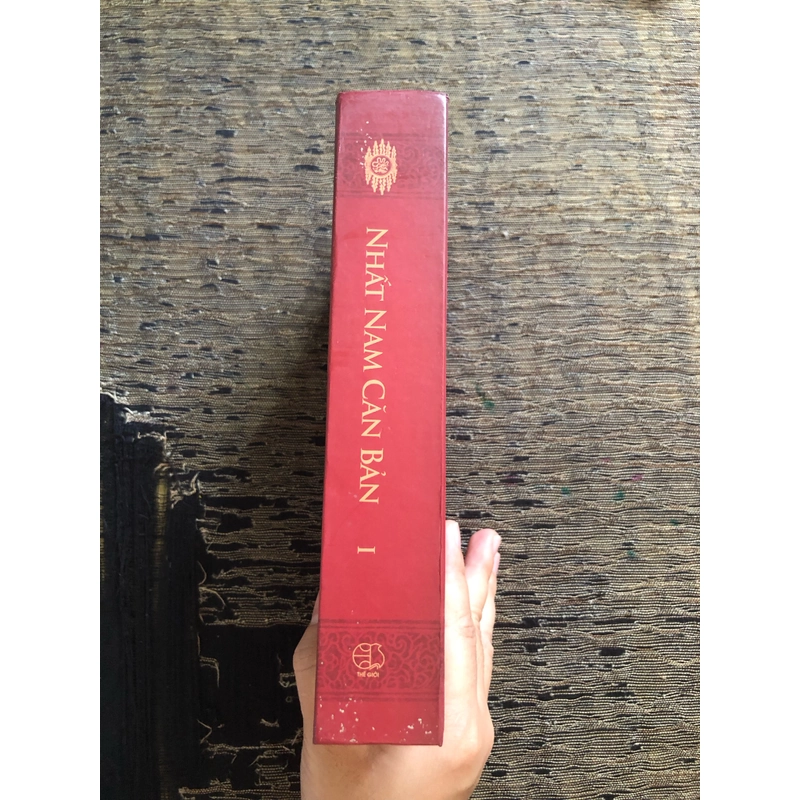 NHẤT NAM CĂN BẢN I
THẾ GIỚI